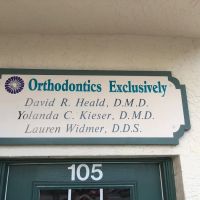 Orthodontics Exclusively
David R. Heald, D.M.D.
Yolanda C. Kieser, D.M.D.
Lauren Widmer, D.D.S.
105